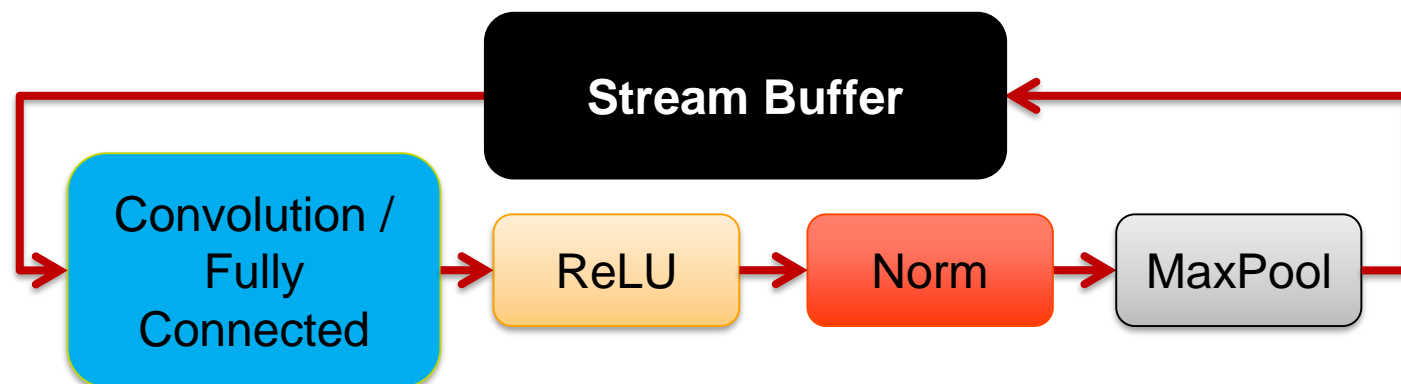 Stream Buffer
Convolution /
Fully
Connected
ReLU
Norm
MaxPool